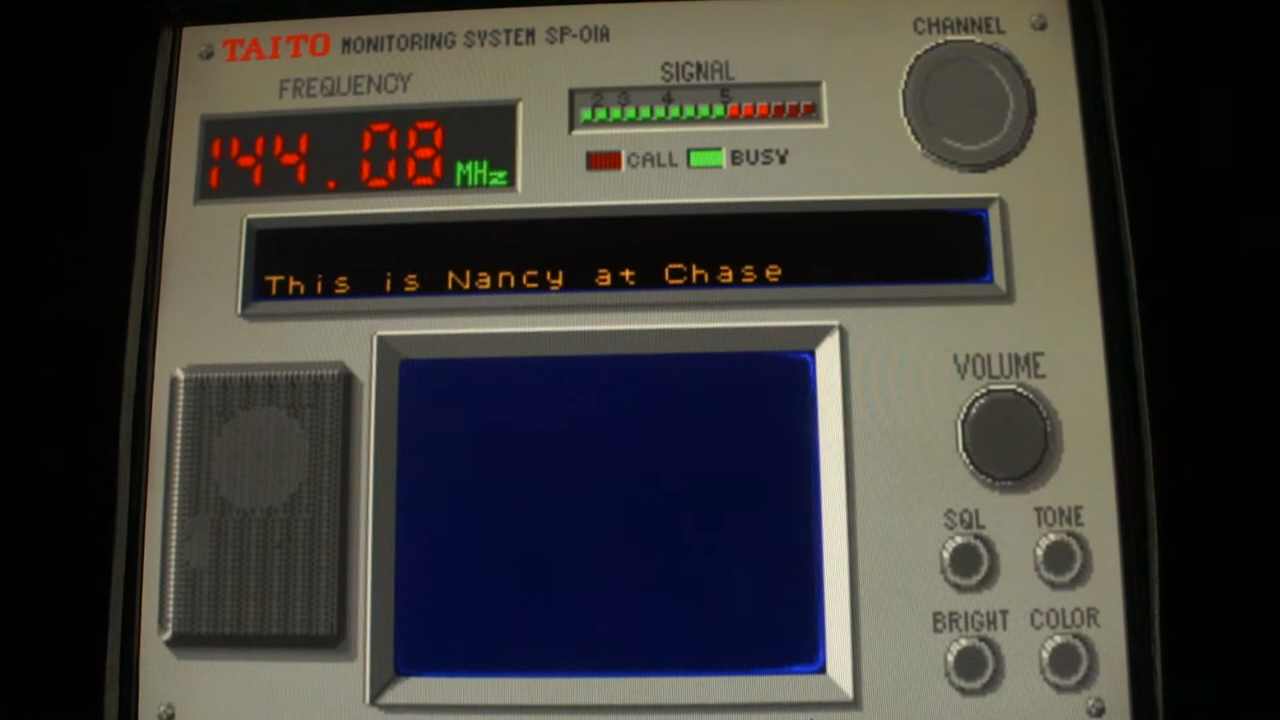 TAITO MONITORING SYSTEM SP-01A
CHANNEL
FREQUENCY
SIGNAL
2 3 4 5
144.08 MHz
CALL BUSY
This is Nancy at Chase
VOLUME
SQL TONE
BRIGHT COLOR